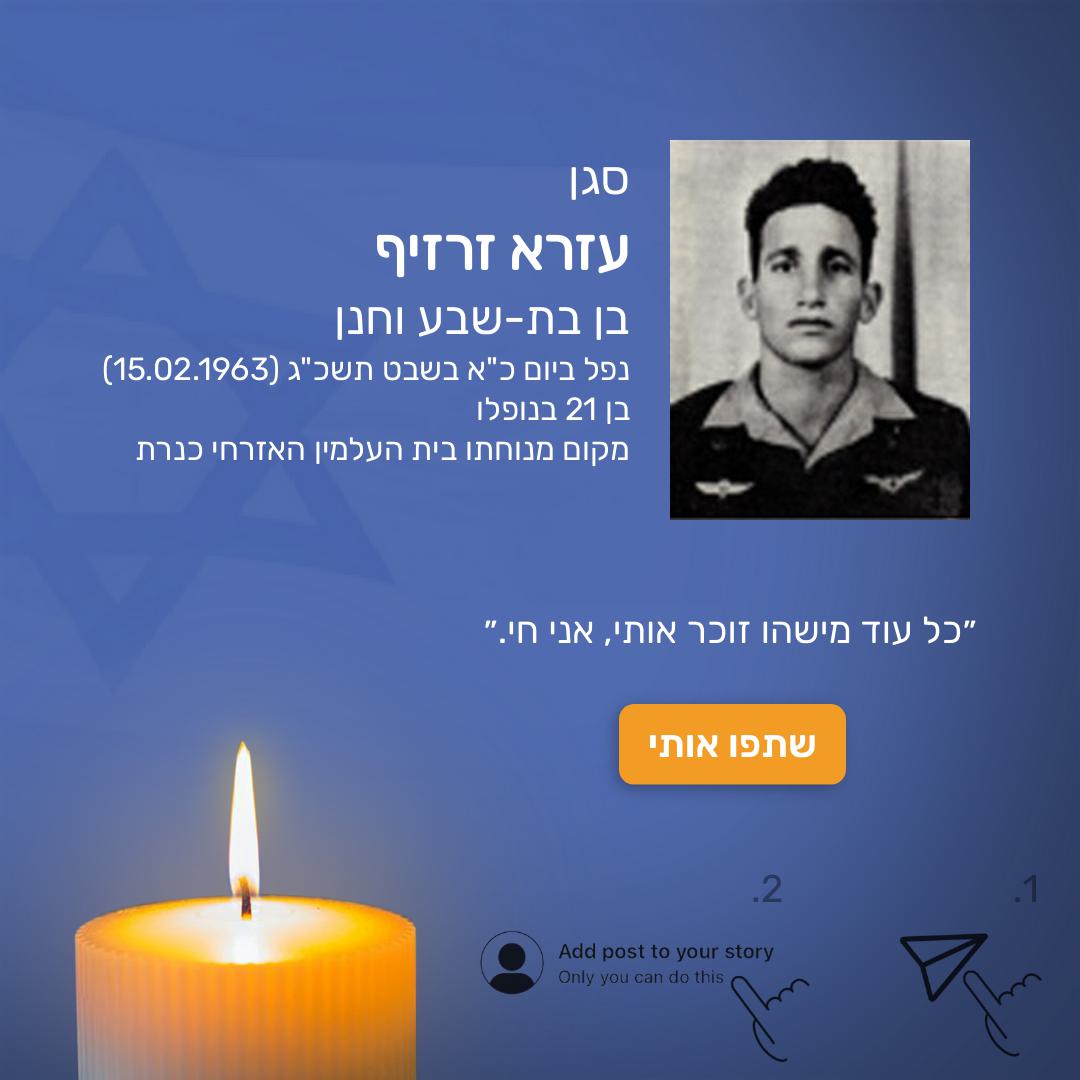 סגן
עזרא זרזיף
בן בת-שבע וחנן
נפל ביום כ"א בשבט תשכ"ג (15.02.1963)
בן 21 בנופלו
מקום מנוחתו בית העלמין האזרחי כנרת
״כל עוד מישהו זוכר אותי, אני חי.״
שתפו אותי
.1
.2
Add post to your story
Only you can do this